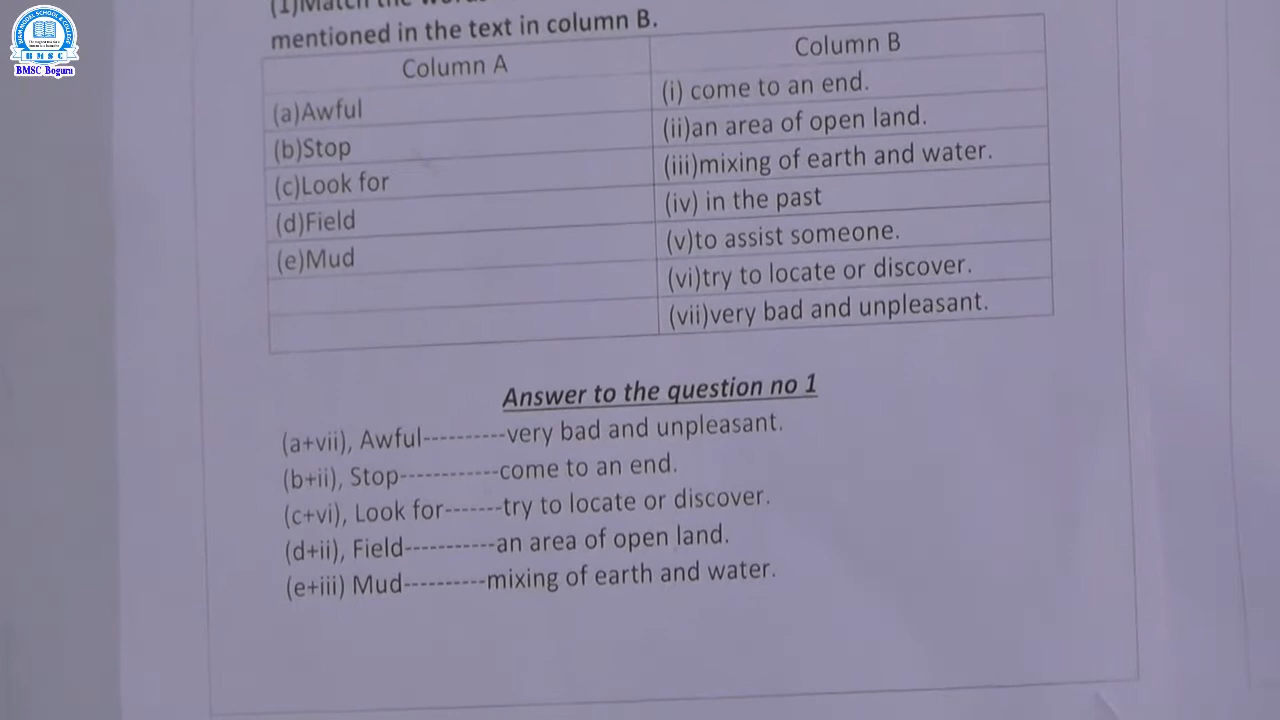 (1)Match the
mentioned in the text in column B.
Column A
Column B
(a)Awful
(i) come to an end.
(b)Stop
(ii)an area of open land.
(c)Look for
(iii)mixing of earth and water.
(d)Field
(iv) in the past
(e)Mud
(v)to assist someone.
(vi)try to locate or discover.
(vii)very bad and unpleasant.
Answer to the question no 1
(a+vii), Awful----------very bad and unpleasant.
(b+ii), Stop------------come to an end.
(c+vi), Look for-------try to locate or discover.
(d+ii), Field-----------an area of open land.
(e+iii) Mud----------mixing of earth and water.
BMSC
BMSC Bogura